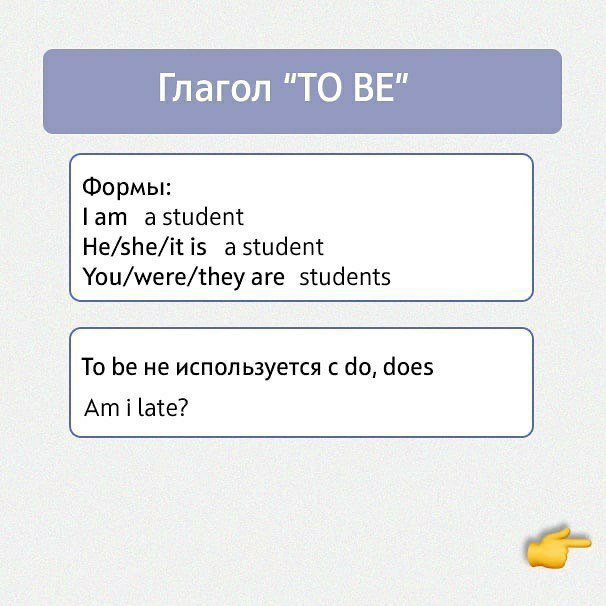 Глагол "TO BE"
Формы:
I am a student
He/she/it is a student
You/were/they are students
To be не используется с do, does
Am i late?